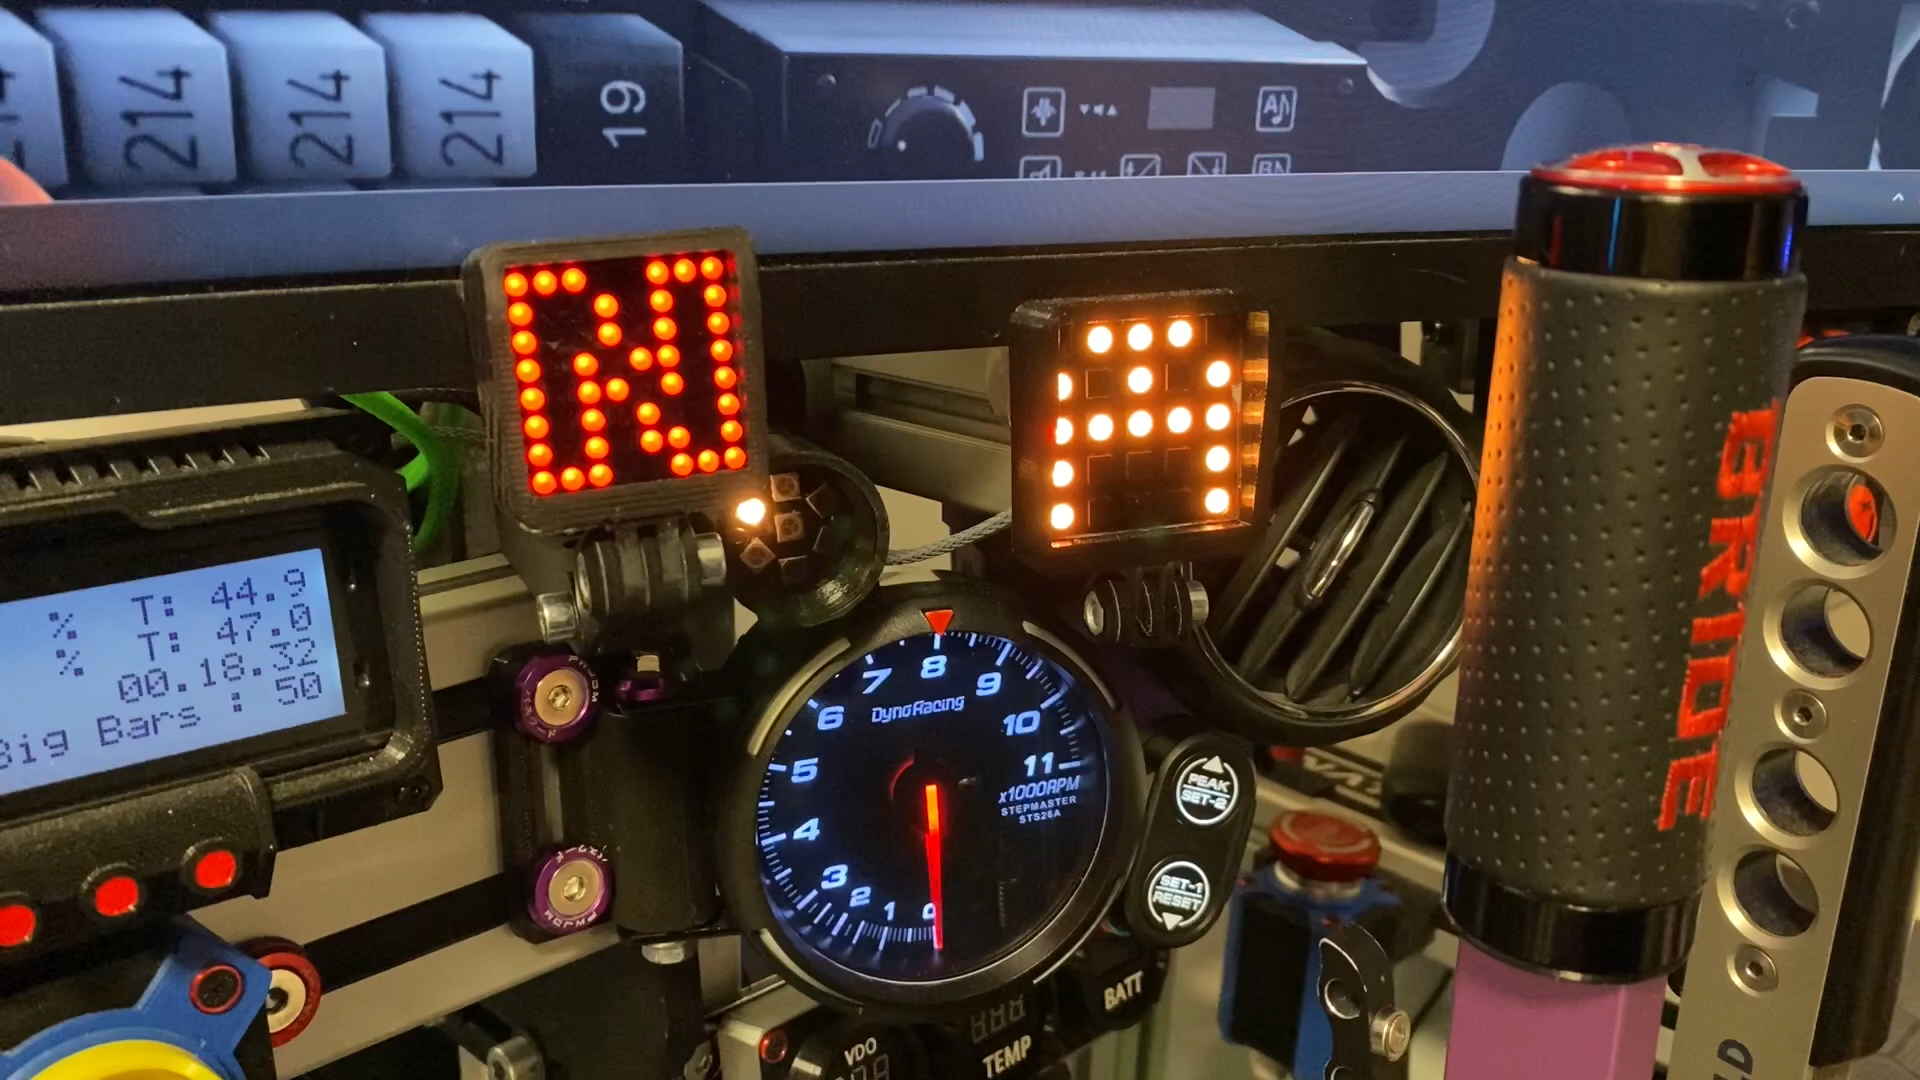 214
214
214
19
A♪
% T: 44.9
% T: 47.0
00.18.32
Big Bars : 50
7 8 9
6 10
5 11
4
3 2 1 0
DynoRacing
x1000RPM
STEPMASTER
STS26A
PEAK
SET-2
SET-1
RESET
BRIDE
VDO
TEMP
BATT